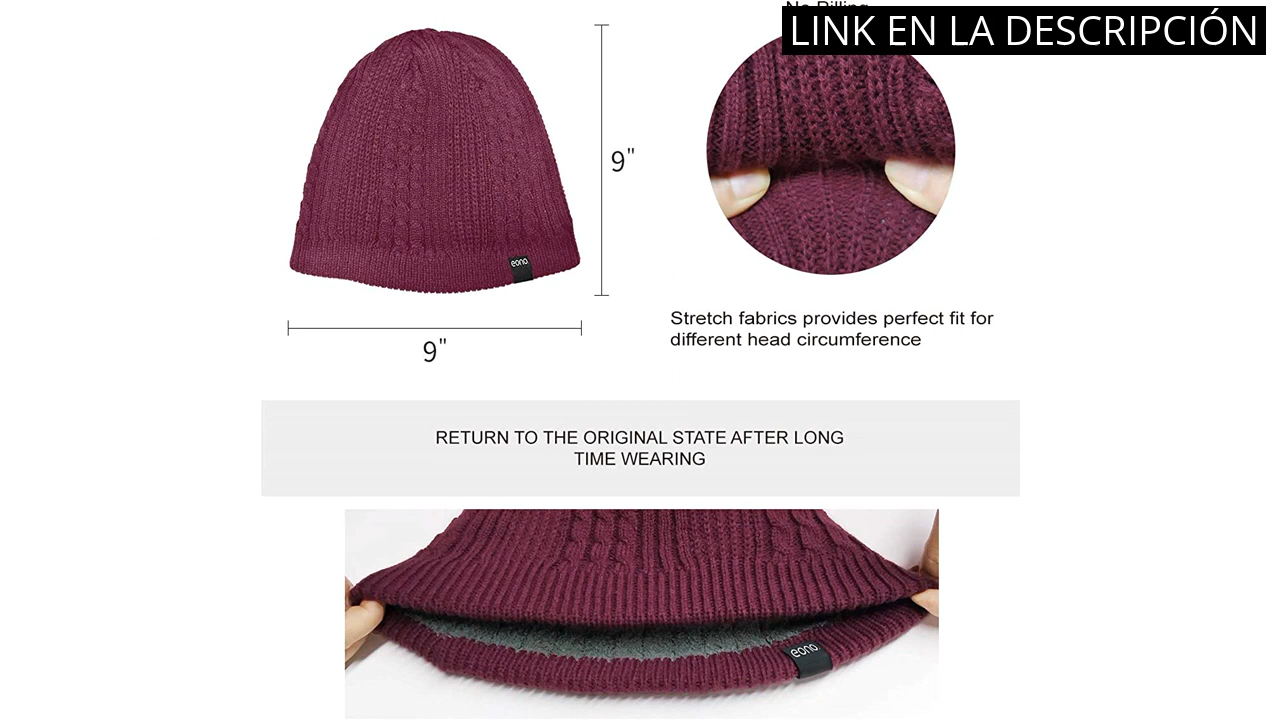 LINK EN LA DESCRIPCIÓN
9"
9"
eono
Stretch fabrics provides perfect fit for
different head circumference
RETURN TO THE ORIGINAL STATE AFTER LONG
TIME WEARING
eono